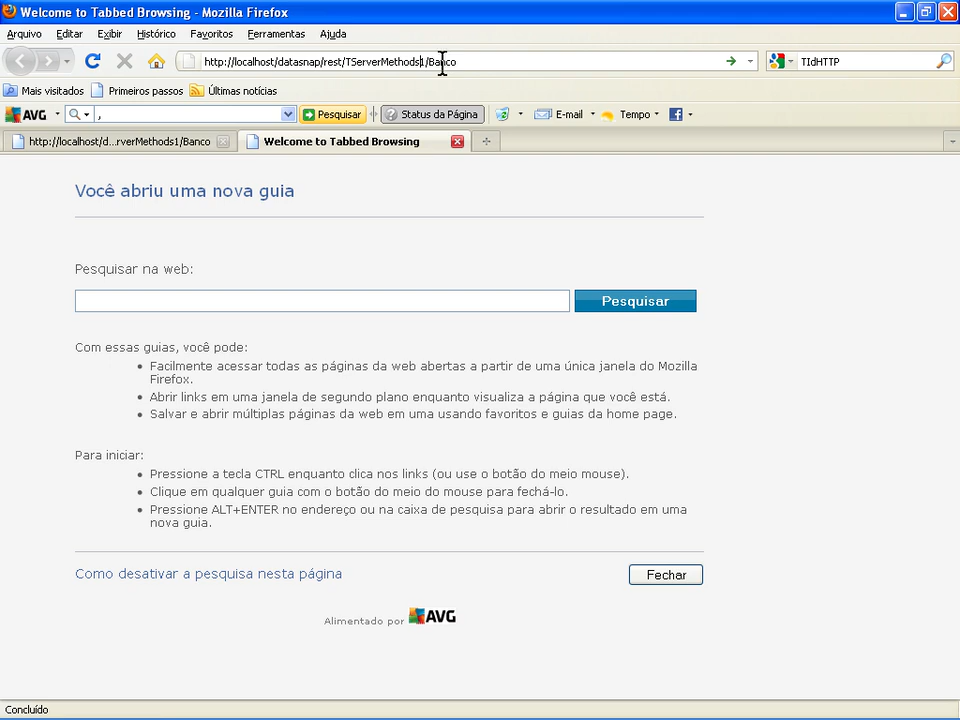 Welcome to Tabbed Browsing - Mozilla Firefox
Arquivo Editar Exibir Histórico Favoritos Ferramentas Ajuda
http://localhost/datasnap/rest/TServerMethods1/Banco TIdHTTP
Mais visitados Primeiros passos Últimas notícias
AVG , Pesquisar Status da Página E-mail Tempo
http://localhost/d...rverMethods1/Banco Welcome to Tabbed Browsing
Você abriu uma nova guia
Pesquisar na web:
Pesquisar
Com essas guias, você pode:
• Facilmente acessar todas as páginas da web abertas a partir de uma única janela do Mozilla
Firefox.
• Abrir links em uma janela de segundo plano enquanto visualiza a página que você está.
• Salvar e abrir múltiplas páginas da web em uma usando favoritos e guias da home page.
Para iniciar:
• Pressione a tecla CTRL enquanto clica nos links (ou use o botão do meio mouse).
• Clique em qualquer guia com o botão do meio do mouse para fechá-lo.
• Pressione ALT+ENTER no endereço ou na caixa de pesquisa para abrir o resultado em uma
nova guia.
Como desativar a pesquisa nesta página Fechar
Alimentado por AVG
Concluído